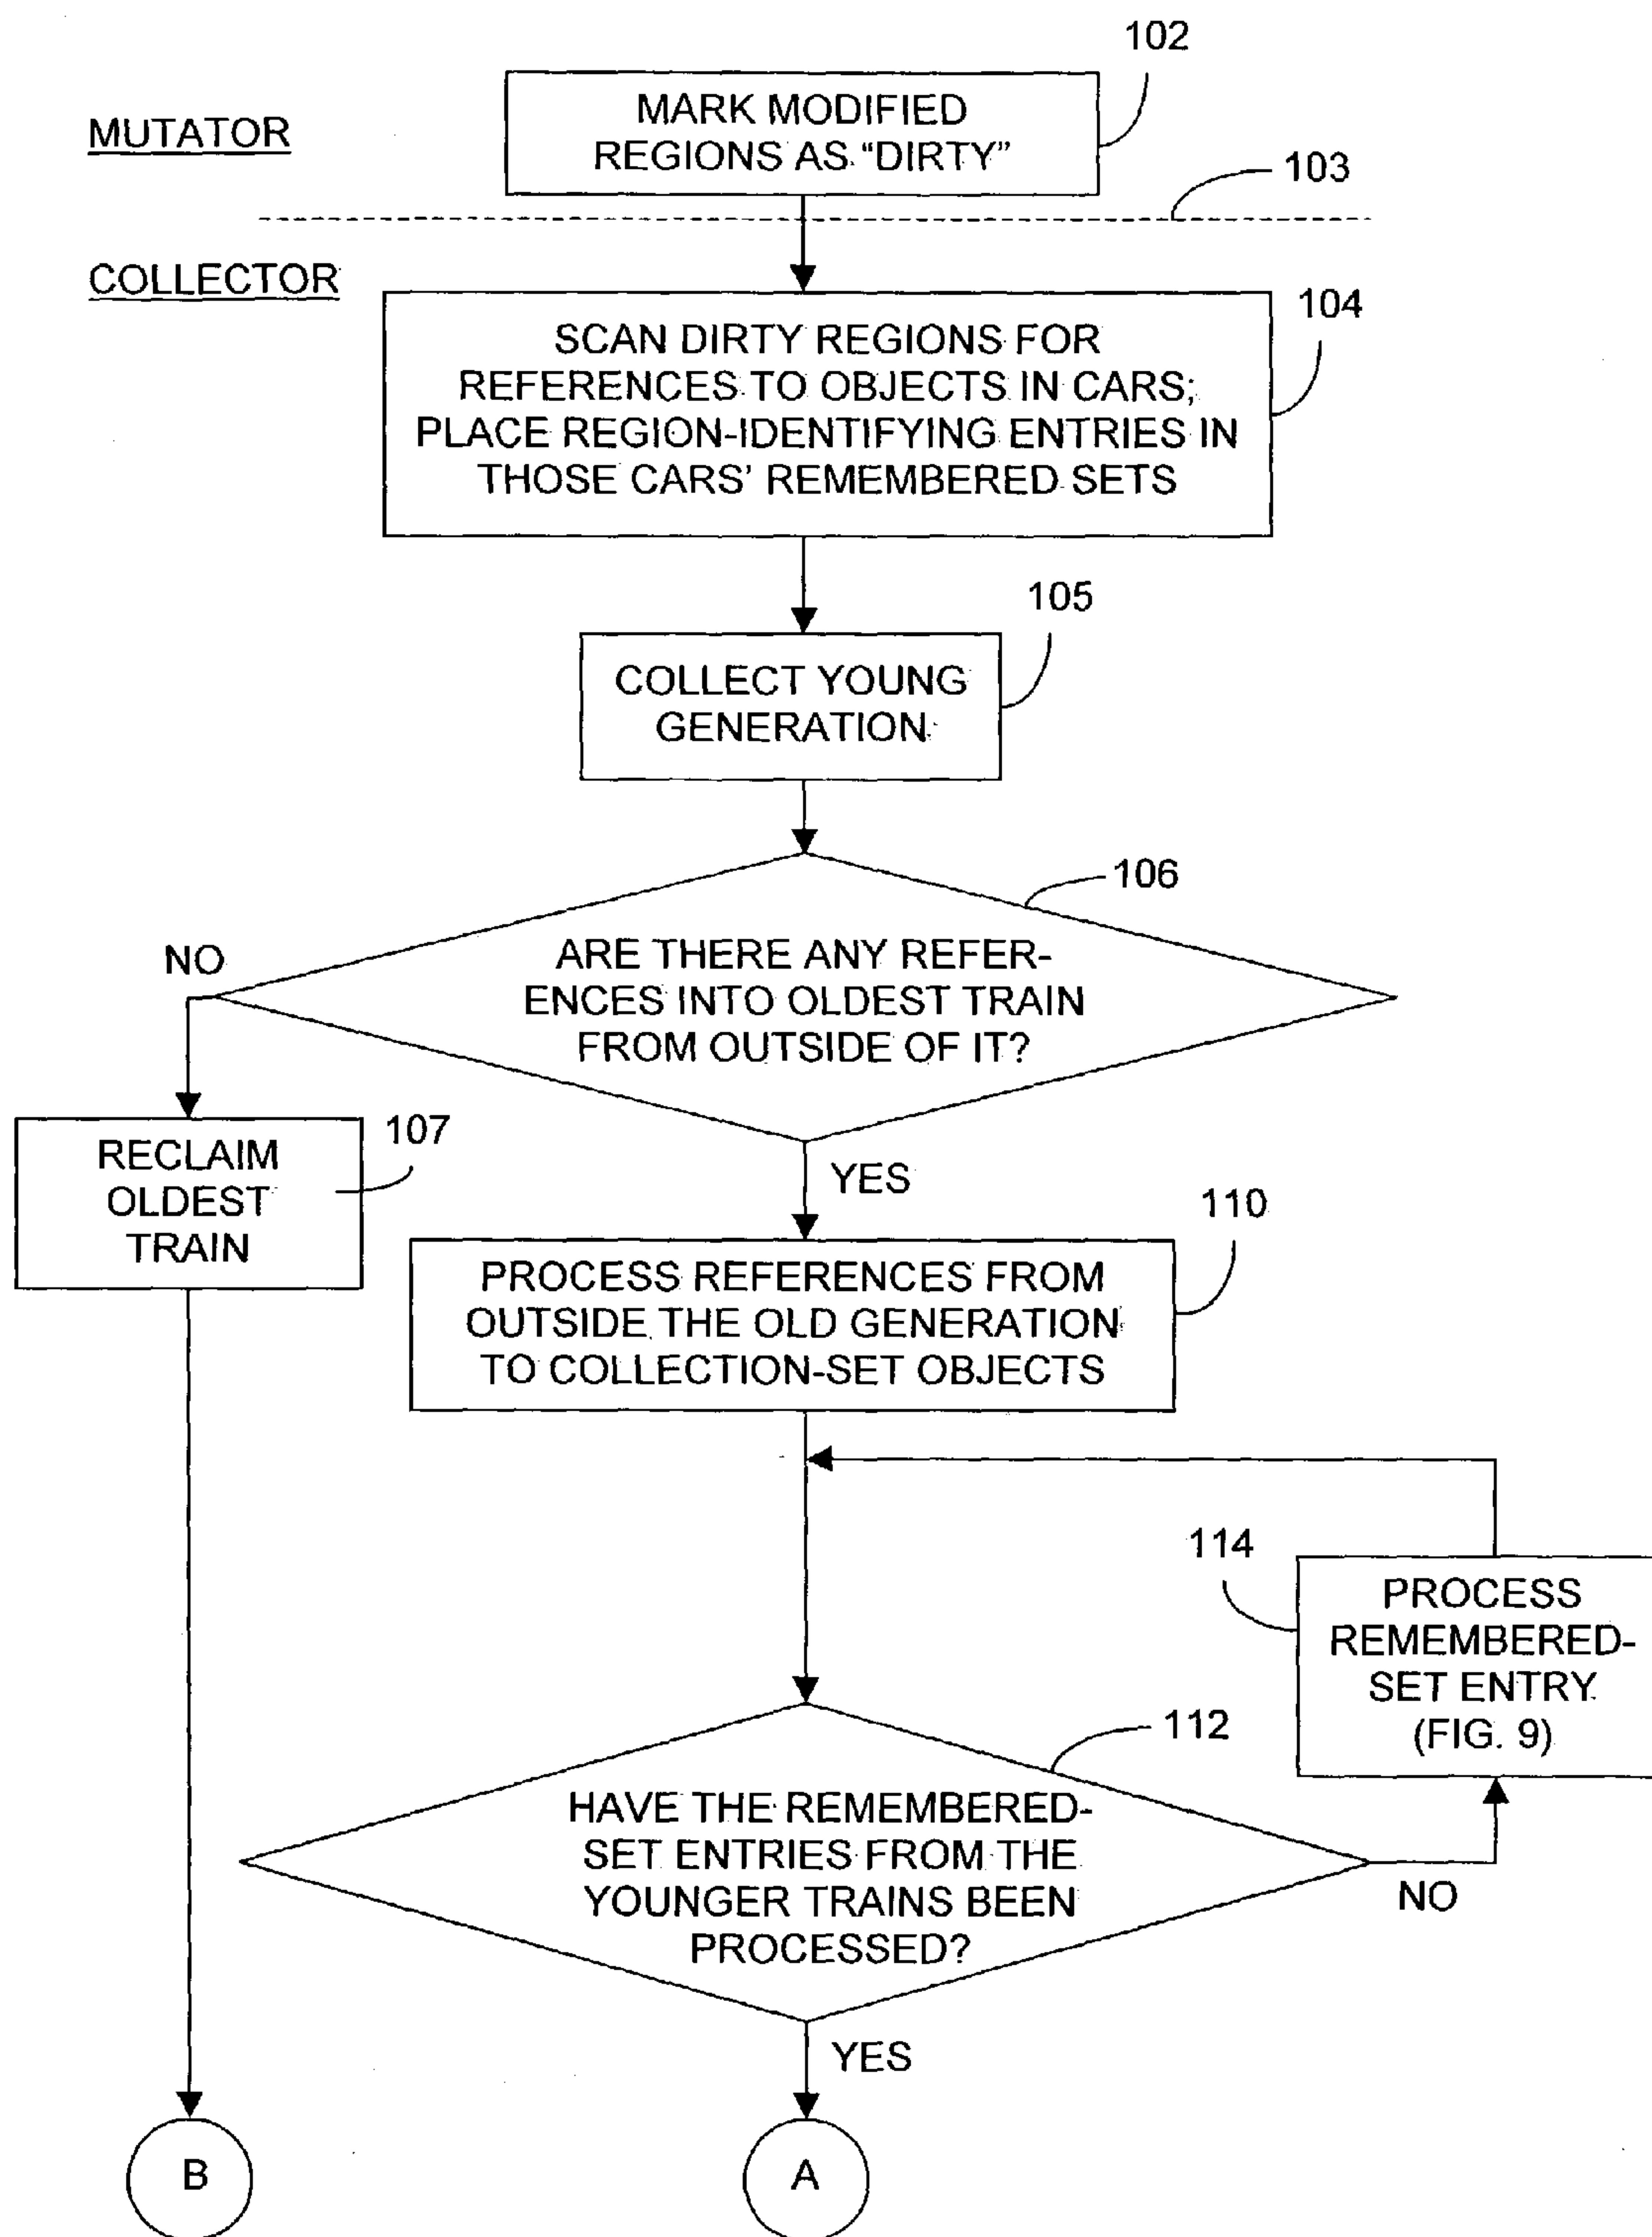 102
MUTATOR
MARK MODIFIED
REGIONS AS "DIRTY"
103
COLLECTOR
104
SCAN DIRTY REGIONS FOR
REFERENCES TO OBJECTS IN CARS;
PLACE REGION-IDENTIFYING ENTRIES IN
THOSE CARS' REMEMBERED SETS
105
COLLECT YOUNG
GENERATION
106
ARE THERE ANY REFER-
ENCES INTO OLDEST TRAIN
FROM OUTSIDE OF IT?
NO
107
RECLAIM
OLDEST
TRAIN
YES
110
PROCESS REFERENCES FROM
OUTSIDE THE OLD GENERATION
TO COLLECTION-SET OBJECTS
114
PROCESS
REMEMBERED-
SET ENTRY
(FIG. 9)
112
HAVE THE REMEMBERED-
SET ENTRIES FROM THE
YOUNGER TRAINS BEEN
PROCESSED?
NO
YES
B
A